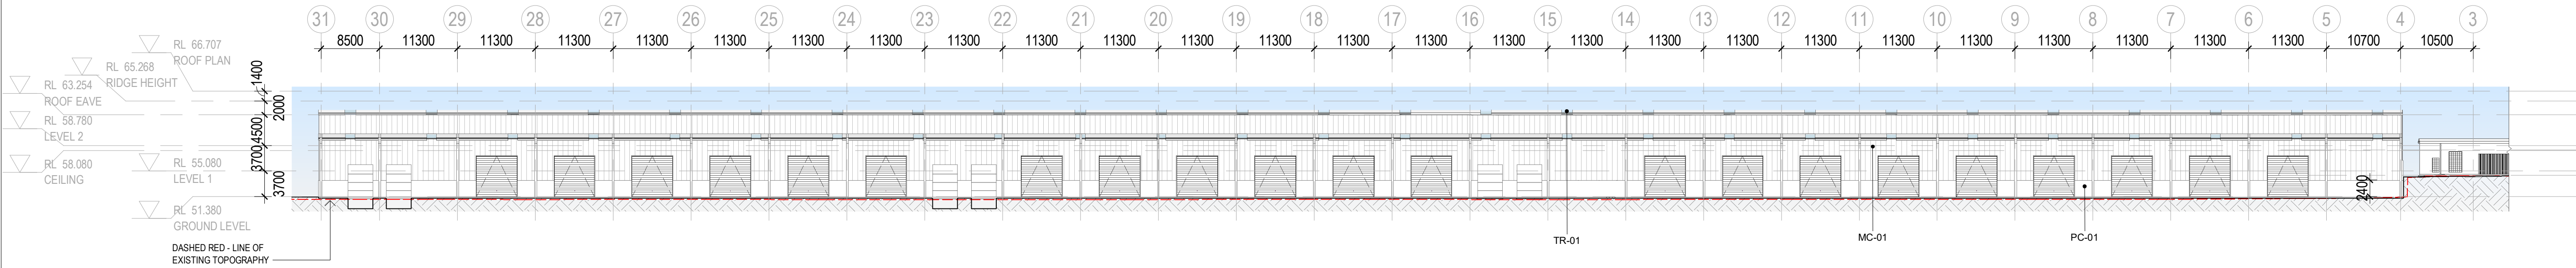 31 30 29 28 27 26 25 24 23 22 21 20 19 18 17 16 15 14 13 12 11 10 9 8 7 6 5 4 3
8500 11300 11300 11300 11300 11300 11300 11300 11300 11300 11300 11300 11300 11300 11300 11300 11300 11300 11300 11300 11300 11300 11300 11300 11300 11300 10700 10500
RL 66.707
ROOF PLAN
RL 65.268
RIDGE HEIGHT
RL 63.254
ROOF EAVE
RL 58.780
LEVEL 2
RL 58.080
CEILING
RL 55.080
LEVEL 1
RL 51.380
GROUND LEVEL
1400
2000
4500
3700
3700
2400
DASHED RED - LINE OF
EXISTING TOPOGRAPHY
TR-01
MC-01
PC-01